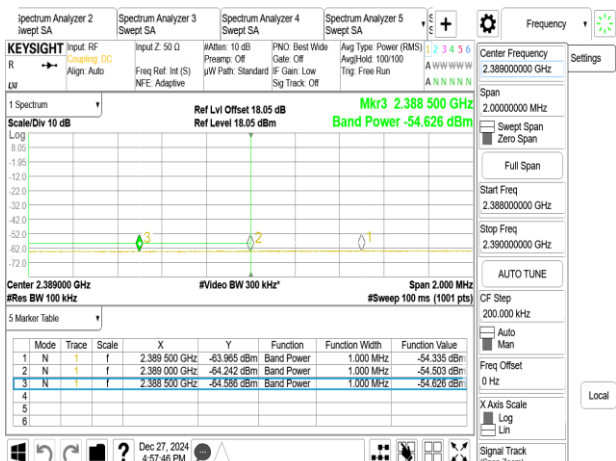 Spectrum Analyzer 2
Swept SA
Spectrum Analyzer 3
Swept SA
Spectrum Analyzer 4
Swept SA
Spectrum Analyzer 5
Swept SA
Frequency
KEYSIGHT
R
Input: RF
Coupling: DC
Align: Auto
Input Z: 50 Ω
Freq Ref: Int (S)
NFE: Adaptive
#Atten: 10 dB
Preamp: Off
µW Path: Standard
PNO: Best Wide
Gate: Off
IF Gain: Low
Sig Track: Off
Avg Type: Power (RMS)
Avg|Hold: 100/100
Trig: Free Run
1 2 3 4 5 6
A W W W W W
A N N N N N
1 Spectrum
Scale/Div 10 dB
Ref Lvl Offset 18.05 dB
Ref Level 18.05 dBm
Mkr3 2.388 500 GHz
Band Power -54.626 dBm
Log
8.05
-1.95
-12.0
-22.0
-32.0
-42.0
-52.0
-62.0
-72.0
3
2
1
Center 2.389000 GHz
#Res BW 100 kHz
#Video BW 300 kHz*
Span 2.000 MHz
#Sweep 100 ms (1001 pts)
5 Marker Table
Mode Trace Scale X Y Function Function Width Function Value
1 N 1 f 2.389 500 GHz -63.965 dBm Band Power 1.000 MHz -54.335 dBm
2 N 1 f 2.389 000 GHz -64.242 dBm Band Power 1.000 MHz -54.503 dBm
3 N 1 f 2.388 500 GHz -64.586 dBm Band Power 1.000 MHz -54.626 dBm
4
5
6
Dec 27, 2024
4:57:46 PM
Center Frequency
2.389000000 GHz
Settings
Span
2.00000000 MHz
Swept Span
Zero Span
Full Span
Start Freq
2.388000000 GHz
Stop Freq
2.390000000 GHz
AUTO TUNE
CF Step
200.000 kHz
Auto
Man
Freq Offset
0 Hz
X Axis Scale
Log
Lin
Local
Signal Track